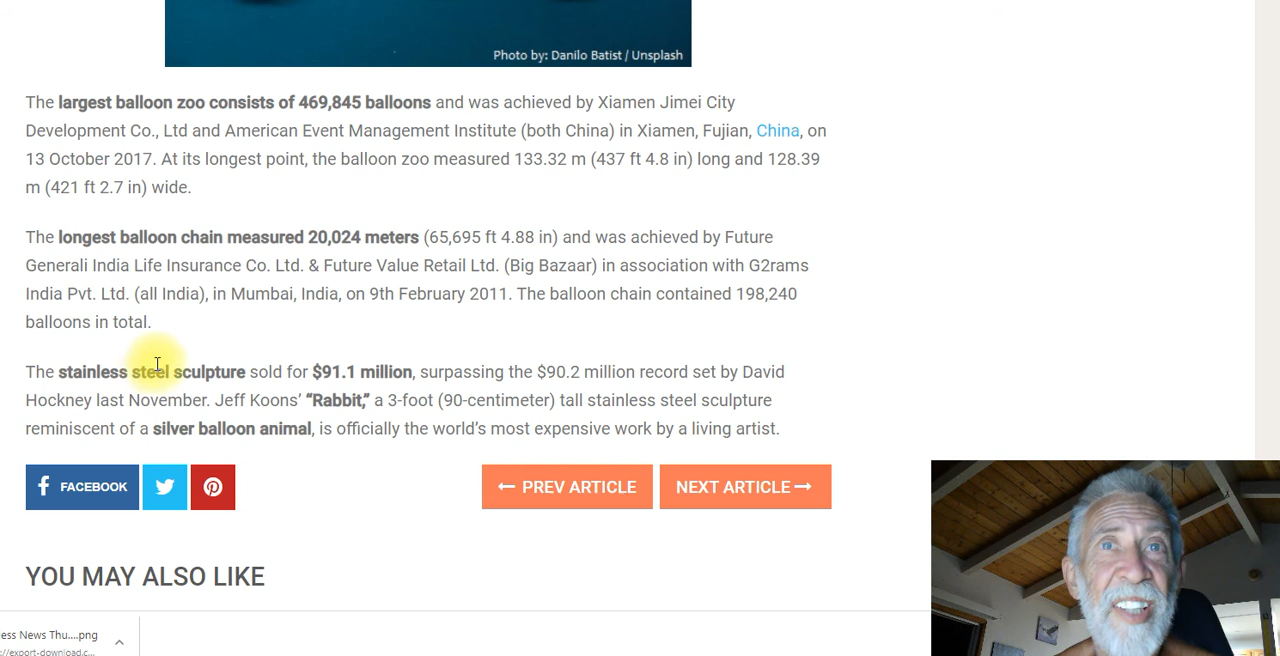 Photo by: Danilo Batist / Unsplash
The largest balloon zoo consists of 469,845 balloons and was achieved by Xiamen Jimei City
Development Co., Ltd and American Event Management Institute (both China) in Xiamen, Fujian, China, on
13 October 2017. At its longest point, the balloon zoo measured 133.32 m (437 ft 4.8 in) long and 128.39
m (421 ft 2.7 in) wide.
The longest balloon chain measured 20,024 meters (65,695 ft 4.88 in) and was achieved by Future
Generali India Life Insurance Co. Ltd. & Future Value Retail Ltd. (Big Bazaar) in association with G2rams
India Pvt. Ltd. (all India), in Mumbai, India, on 9th February 2011. The balloon chain contained 198,240
balloons in total.
The stainless steel sculpture sold for $91.1 million, surpassing the $90.2 million record set by David
Hockney last November. Jeff Koons’ “Rabbit,” a 3-foot (90-centimeter) tall stainless steel sculpture
reminiscent of a silver balloon animal, is officially the world’s most expensive work by a living artist.
FACEBOOK
← PREV ARTICLE
NEXT ARTICLE →
YOU MAY ALSO LIKE
ess News Thu....png
://export-download.c...